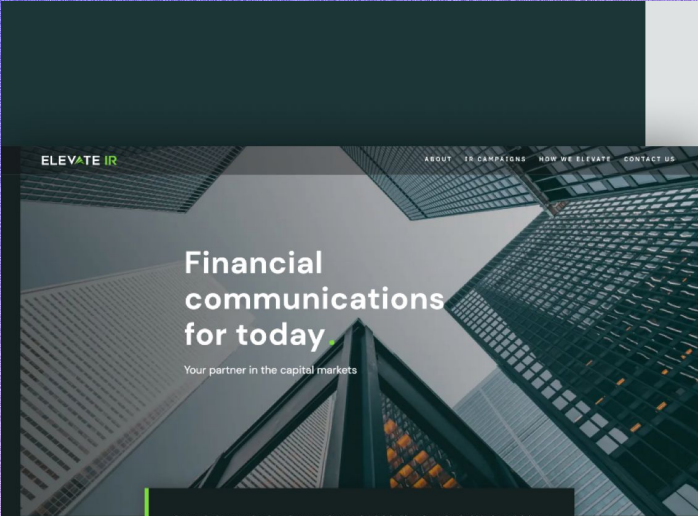 ELEVATE IR
ABOUT IR CAMPAIGNS HOW WE ELEVATE CONTACT US
Financial
communications
for today.
Your partner in the capital markets